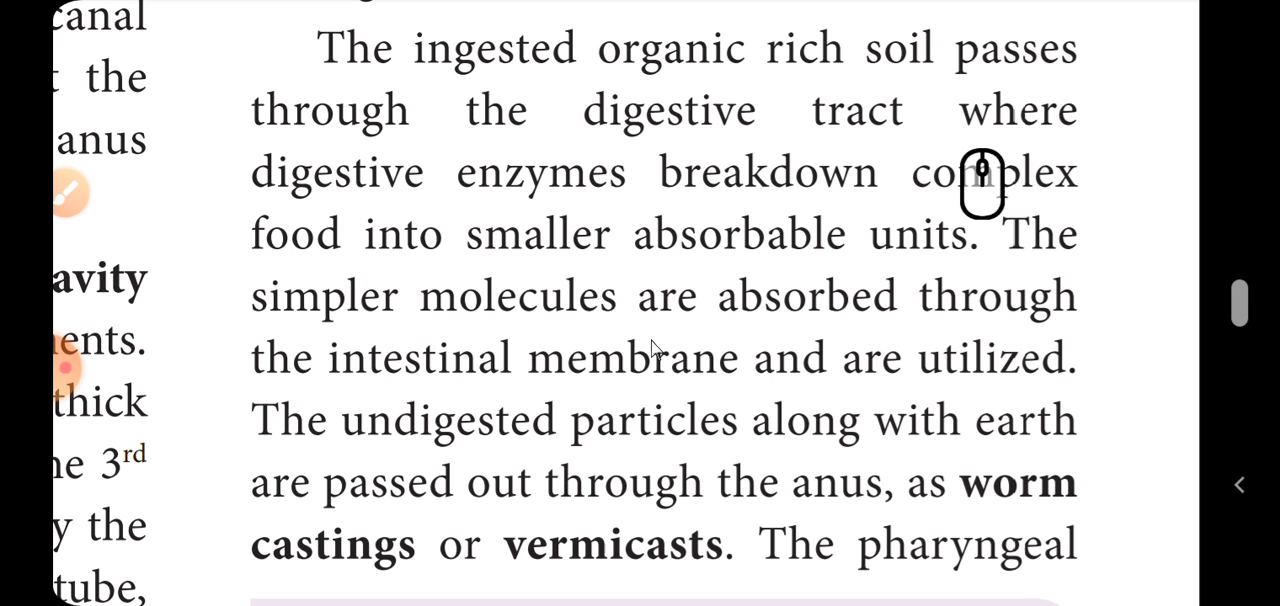 canal
the
anus
avity
ents.
thick
3rd
the
tube,
The ingested organic rich soil passes
through the digestive tract where
digestive enzymes breakdown complex
food into smaller absorbable units. The
simpler molecules are absorbed through
the intestinal membrane and are utilized.
The undigested particles along with earth
are passed out through the anus, as worm
castings or vermicasts. The pharyngeal